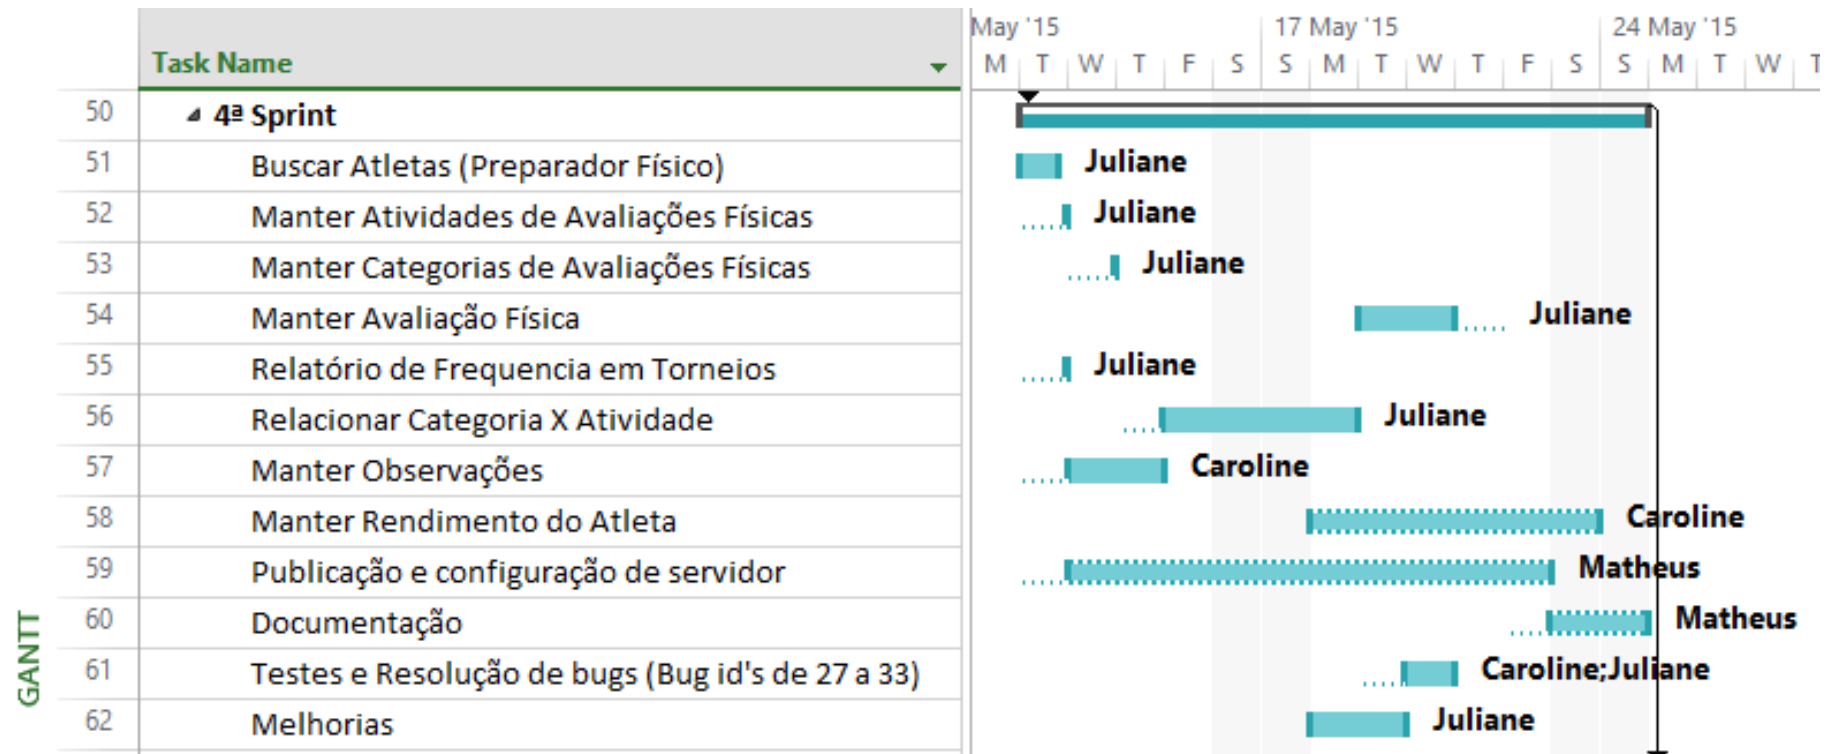 May '15 17 May '15 24 May '15
Task Name M T W T F S S M T W T F S S M T W T
50 4ª Sprint
51 Buscar Atletas (Preparador Físico) Juliane
52 Manter Atividades de Avaliações Físicas Juliane
53 Manter Categorias de Avaliações Físicas Juliane
54 Manter Avaliação Física Juliane
55 Relatório de Frequencia em Torneios Juliane
56 Relacionar Categoria X Atividade Juliane
57 Manter Observações Caroline
58 Manter Rendimento do Atleta Caroline
59 Publicação e configuração de servidor Matheus
60 Documentação Matheus
61 Testes e Resolução de bugs (Bug id's de 27 a 33) Caroline;Juliane
62 Melhorias Juliane
GANTT